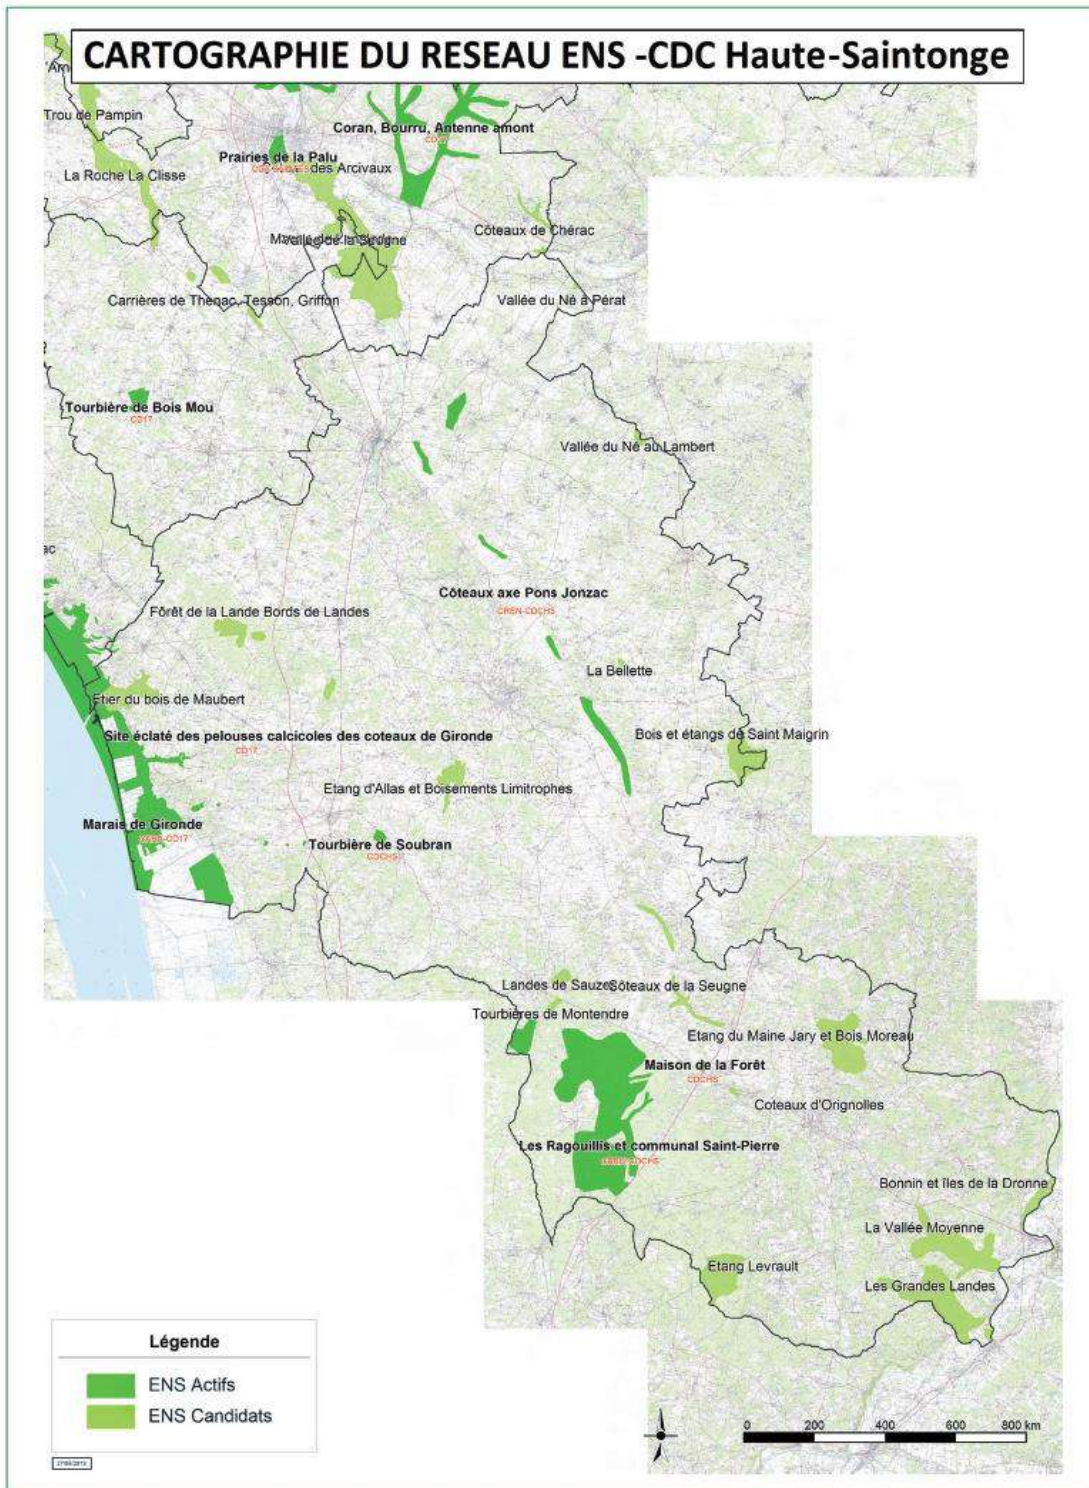 CARTOGRAPHIE DU RESEAU ENS -CDC Haute-Saintonge
Trou de Pampin
Coran, Bourru, Antenne amont
Prairies de la Palu
des Arcivaux
La Roche La Clisse
Côteaux de Chérac
Vallée de la Seugne
Carrières de Thenac, Tesson, Griffon
Vallée du Né à Pérat
Tourbière de Bois Mou
CD17
Vallée du Né au Lambert
Côteaux axe Pons Jonzac
CREN-CDCHS
Fôrêt de la Lande Bords de Landes
La Bellette
Etier du bois de Maubert
Site éclaté des pelouses calcicoles des coteaux de Gironde
CD17
Bois et étangs de Saint Maigrin
Etang d'Allas et Boisements Limitrophes
Marais de Gironde
Tourbière de Soubran
CDCHS
Landes de Sauze
Côteaux de la Seugne
Tourbières de Montendre
Etang du Maine Jary et Bois Moreau
Maison de la Forêt
CDCHS
Coteaux d'Orignolles
Les Ragouillis et communal Saint-Pierre
Bonnin et îles de la Dronne
La Vallée Moyenne
Etang Levrault
Les Grandes Landes
Légende
ENS Actifs
ENS Candidats
0 200 400 600 800 km